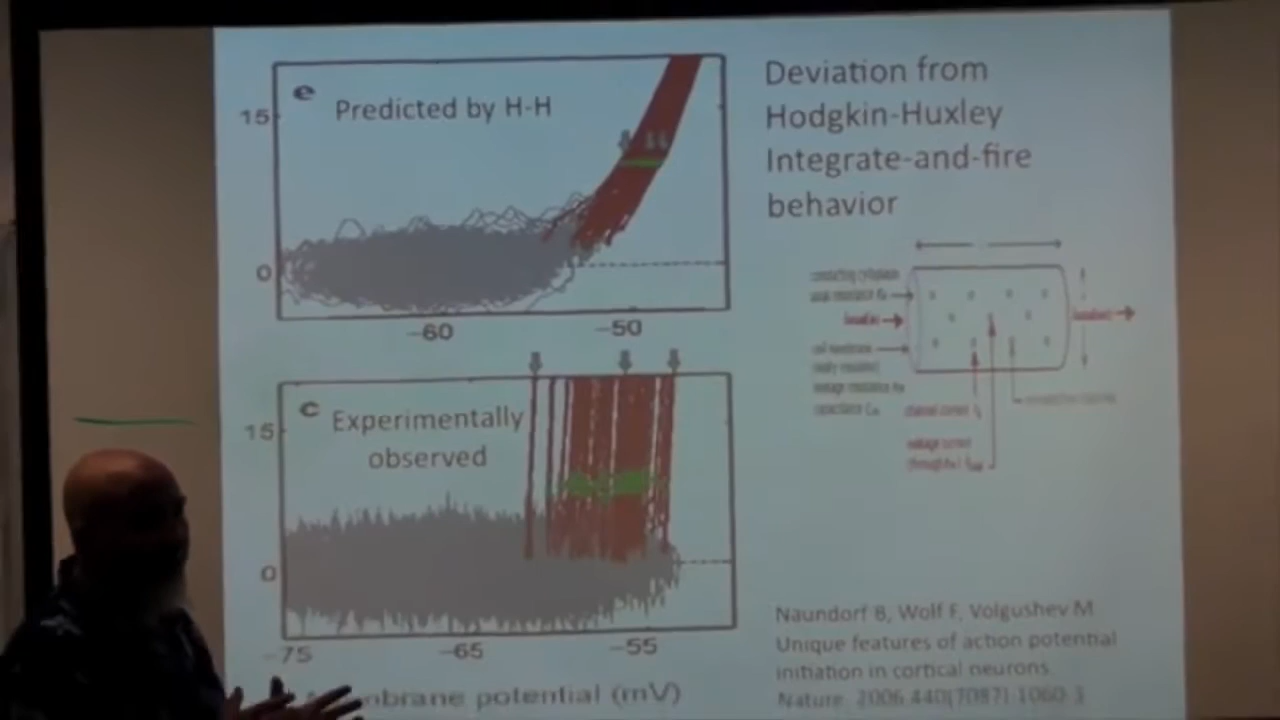 e
Predicted by H-H
15
0
−60
−50
c
Experimentally
observed
15
0
−75
−65
−55
mbrane potential (mV)
Deviation from
Hodgkin-Huxley
Integrate-and-fire
behavior
Naundorf B, Wolf F, Volgushev M
Unique features of action potential
initiation in cortical neurons
Nature. 2006 440(7087) 1060-3